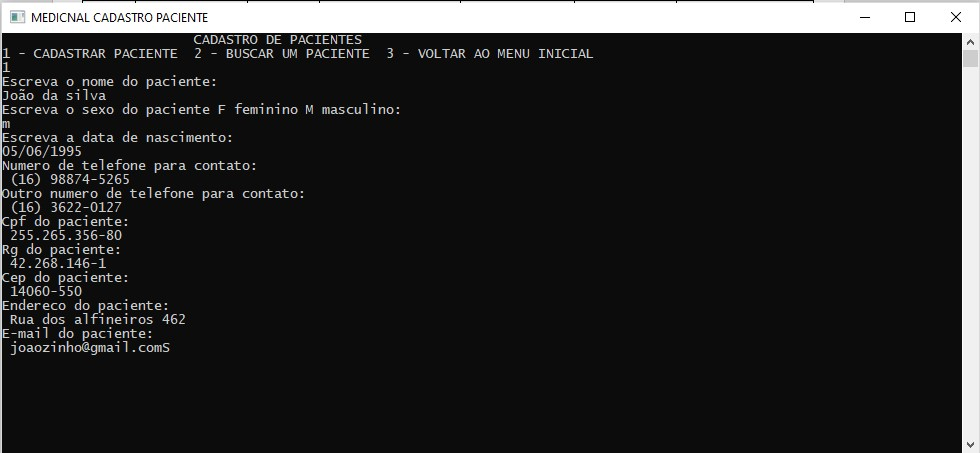 MEDICNAL CADASTRO PACIENTE
CADASTRO DE PACIENTES
1 - CADASTRAR PACIENTE  2 - BUSCAR UM PACIENTE  3 - VOLTAR AO MENU INICIAL
1
Escreva o nome do paciente:
João da silva
Escreva o sexo do paciente F feminino M masculino:
m
Escreva a data de nascimento:
05/06/1995
Numero de telefone para contato:
(16) 98874-5265
Outro numero de telefone para contato:
(16) 3622-0127
Cpf do paciente:
255.265.356-80
Rg do paciente:
42.268.146-1
Cep do paciente:
14060-550
Endereco do paciente:
Rua dos alfineiros 462
E-mail do paciente:
joaozinho@gmail.comS